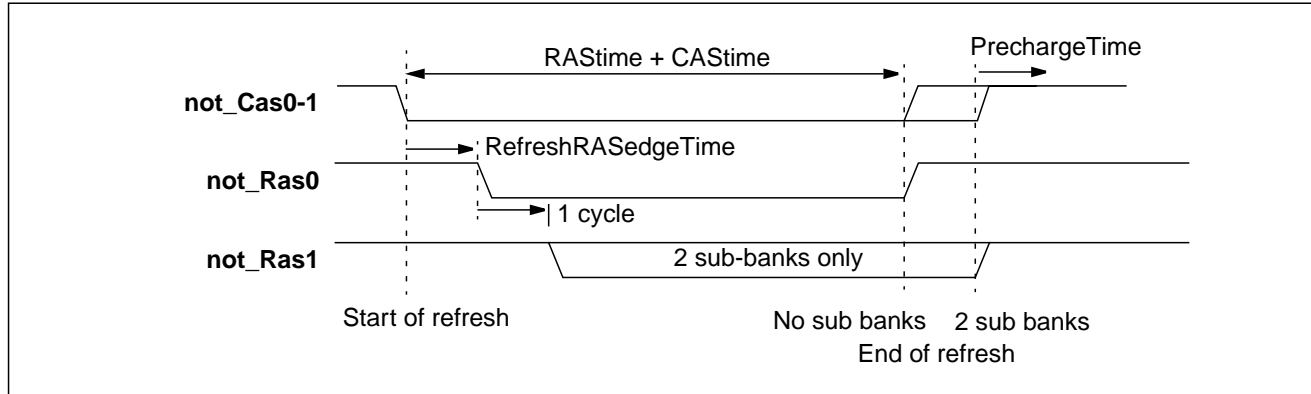 PrechargeTime
RAStime + CAStime
not_Cas0-1
RefreshRASedgeTime
not_Ras0
1 cycle
not_Ras1
2 sub-banks only
Start of refresh
No sub banks 2 sub banks
End of refresh